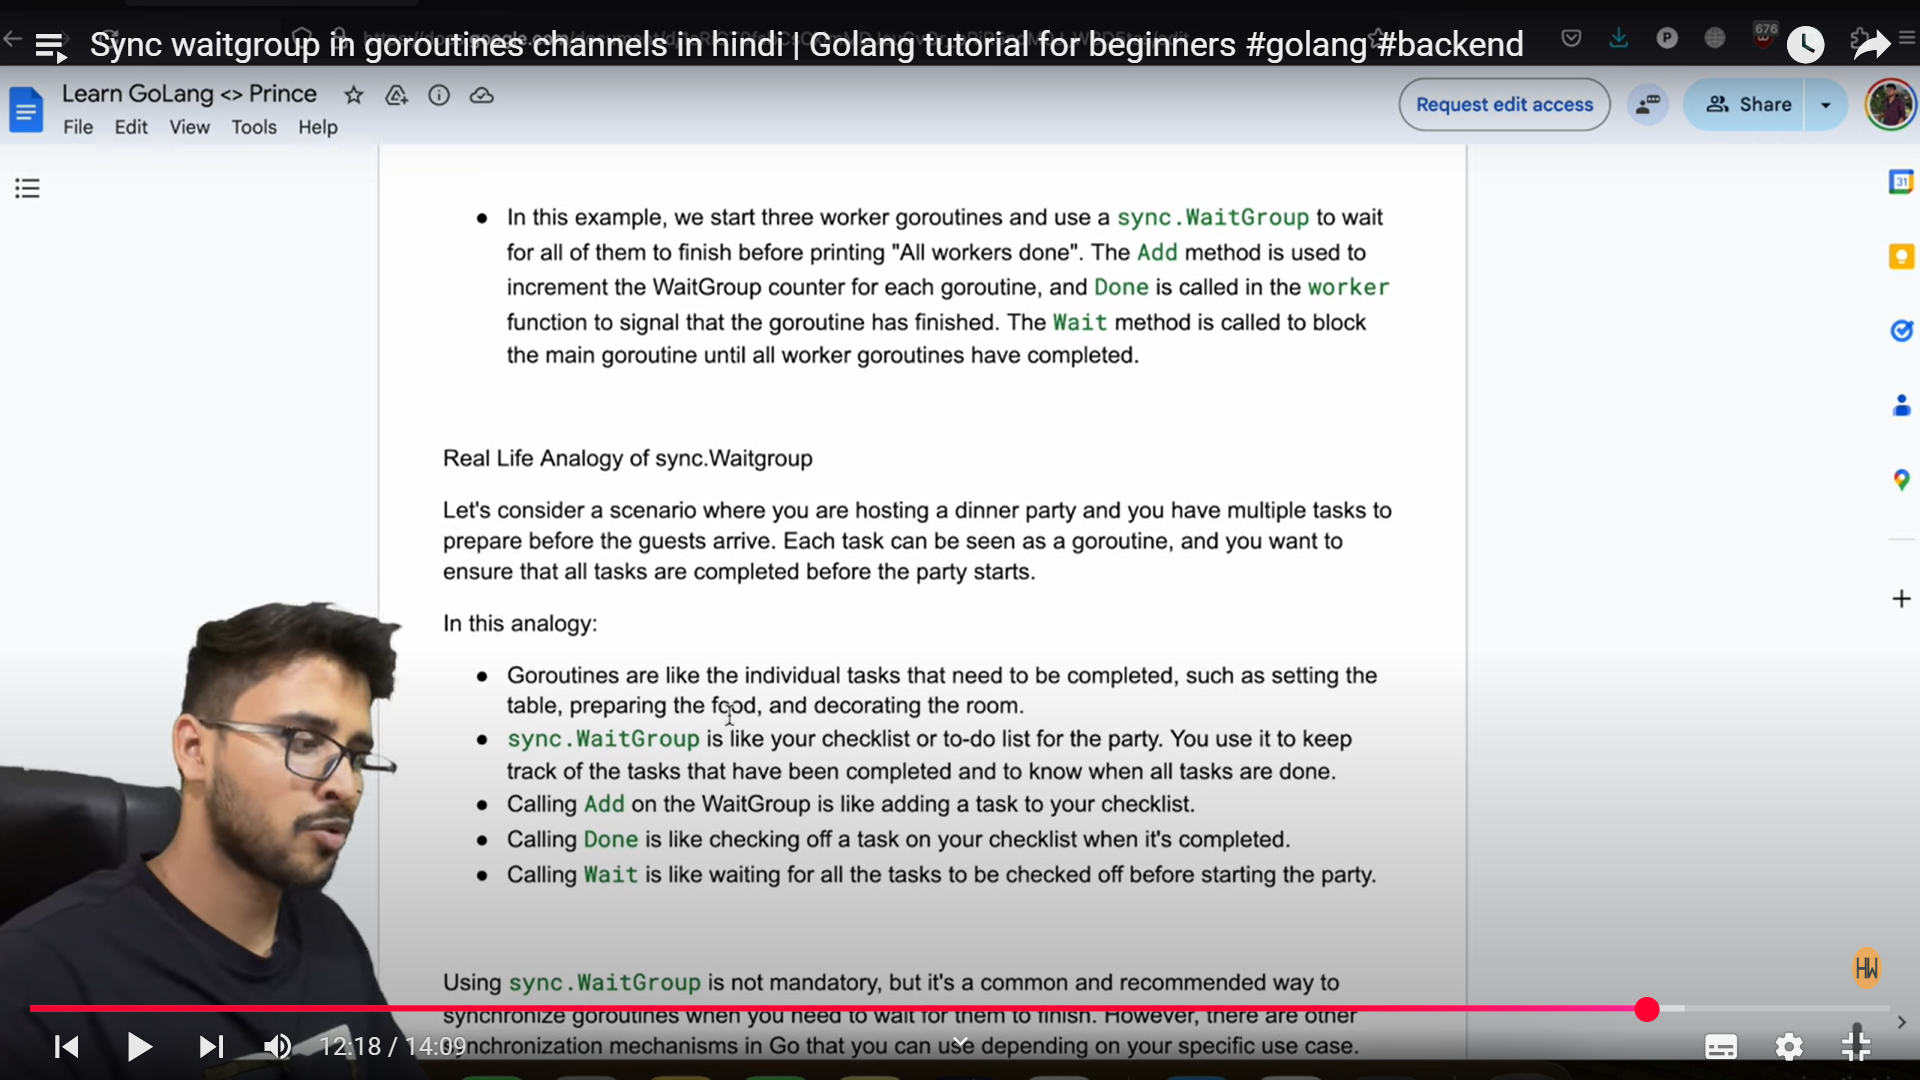 Sync waitgroup in goroutines channels in hindi | Golang tutorial for beginners #golang #backend
676
Learn GoLang <> Prince
File Edit View Tools Help
Request edit access
Share
31
In this example, we start three worker goroutines and use a sync.WaitGroup to wait
for all of them to finish before printing "All workers done". The Add method is used to
increment the WaitGroup counter for each goroutine, and Done is called in the worker
function to signal that the goroutine has finished. The Wait method is called to block
the main goroutine until all worker goroutines have completed.
Real Life Analogy of sync.Waitgroup
Let's consider a scenario where you are hosting a dinner party and you have multiple tasks to
prepare before the guests arrive. Each task can be seen as a goroutine, and you want to
ensure that all tasks are completed before the party starts.
In this analogy:
Goroutines are like the individual tasks that need to be completed, such as setting the
table, preparing the food, and decorating the room.
sync.WaitGroup is like your checklist or to-do list for the party. You use it to keep
track of the tasks that have been completed and to know when all tasks are done.
Calling Add on the WaitGroup is like adding a task to your checklist.
Calling Done is like checking off a task on your checklist when it's completed.
Calling Wait is like waiting for all the tasks to be checked off before starting the party.
HW
Using sync.WaitGroup is not mandatory, but it's a common and recommended way to
synchronize goroutines when you need to wait for them to finish. However, there are other
synchronization mechanisms in Go that you can use depending on your specific use case.
12:18 / 14:09